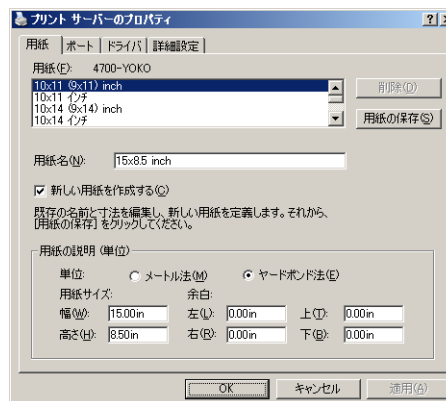 プリント サーバーのプロパティ
用紙 ポート ドライバ 詳細設定
用紙(F): 4700-YOKO
10x11 (9x11) inch
10x11 インチ
10x14 (9x14) inch
10x14 インチ
削除(D)
用紙の保存(S)
用紙名(N): 15x8.5 inch
新しい用紙を作成する(C)
既存の名前と寸法を編集し、新しい用紙を定義します。それから、
[用紙の保存] をクリックしてください。
用紙の説明 (単位)
単位: メートル法(M) ヤードポンド法(E)
用紙サイズ: 余白:
幅(W): 15.00in 左(L): 0.00in 上(T): 0.00in
高さ(H): 8.50in 右(R): 0.00in 下(B): 0.00in
OK キャンセル 適用(A)